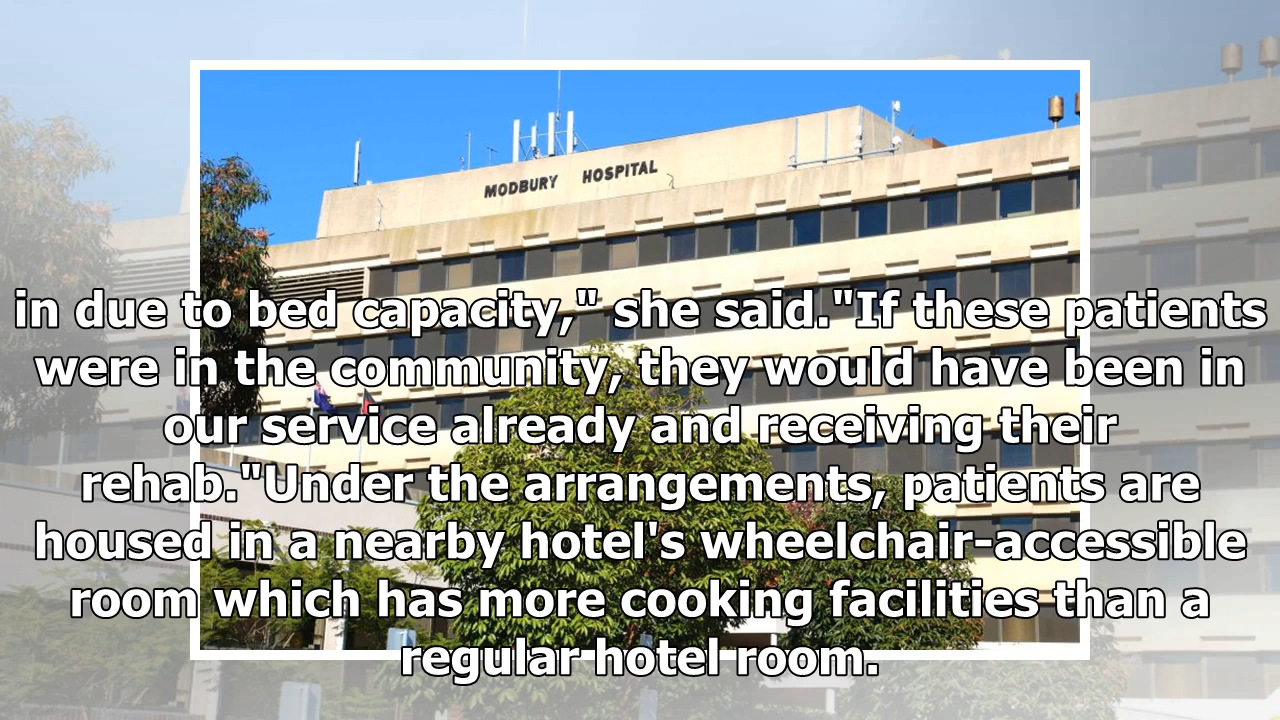 MODBURY HOSPITAL
in due to bed capacity," she said."If these patients
were in the community, they would have been in
our service already and receiving their
rehab."Under the arrangements, patients are
housed in a nearby hotel's wheelchair-accessible
room which has more cooking facilities than a
regular hotel room.